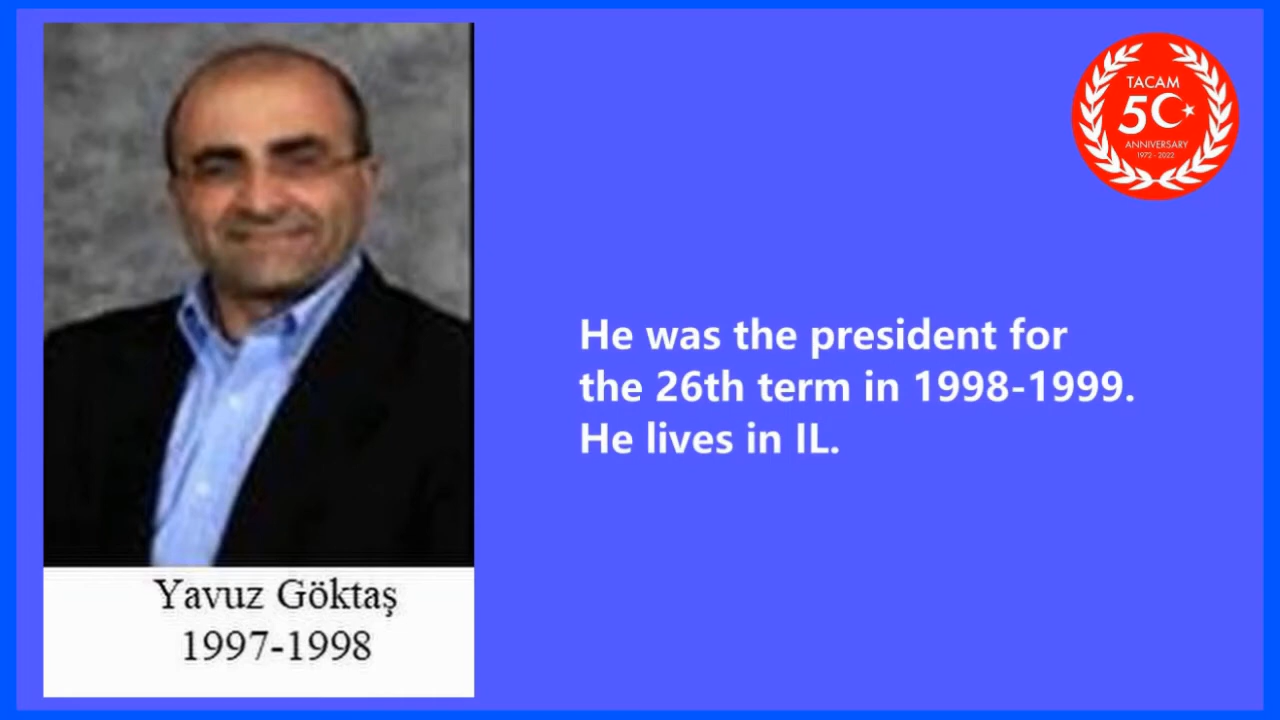 TACAM
50
ANNIVERSARY
1972 - 2022
He was the president for
the 26th term in 1998-1999.
He lives in IL.
Yavuz Göktaş
1997-1998